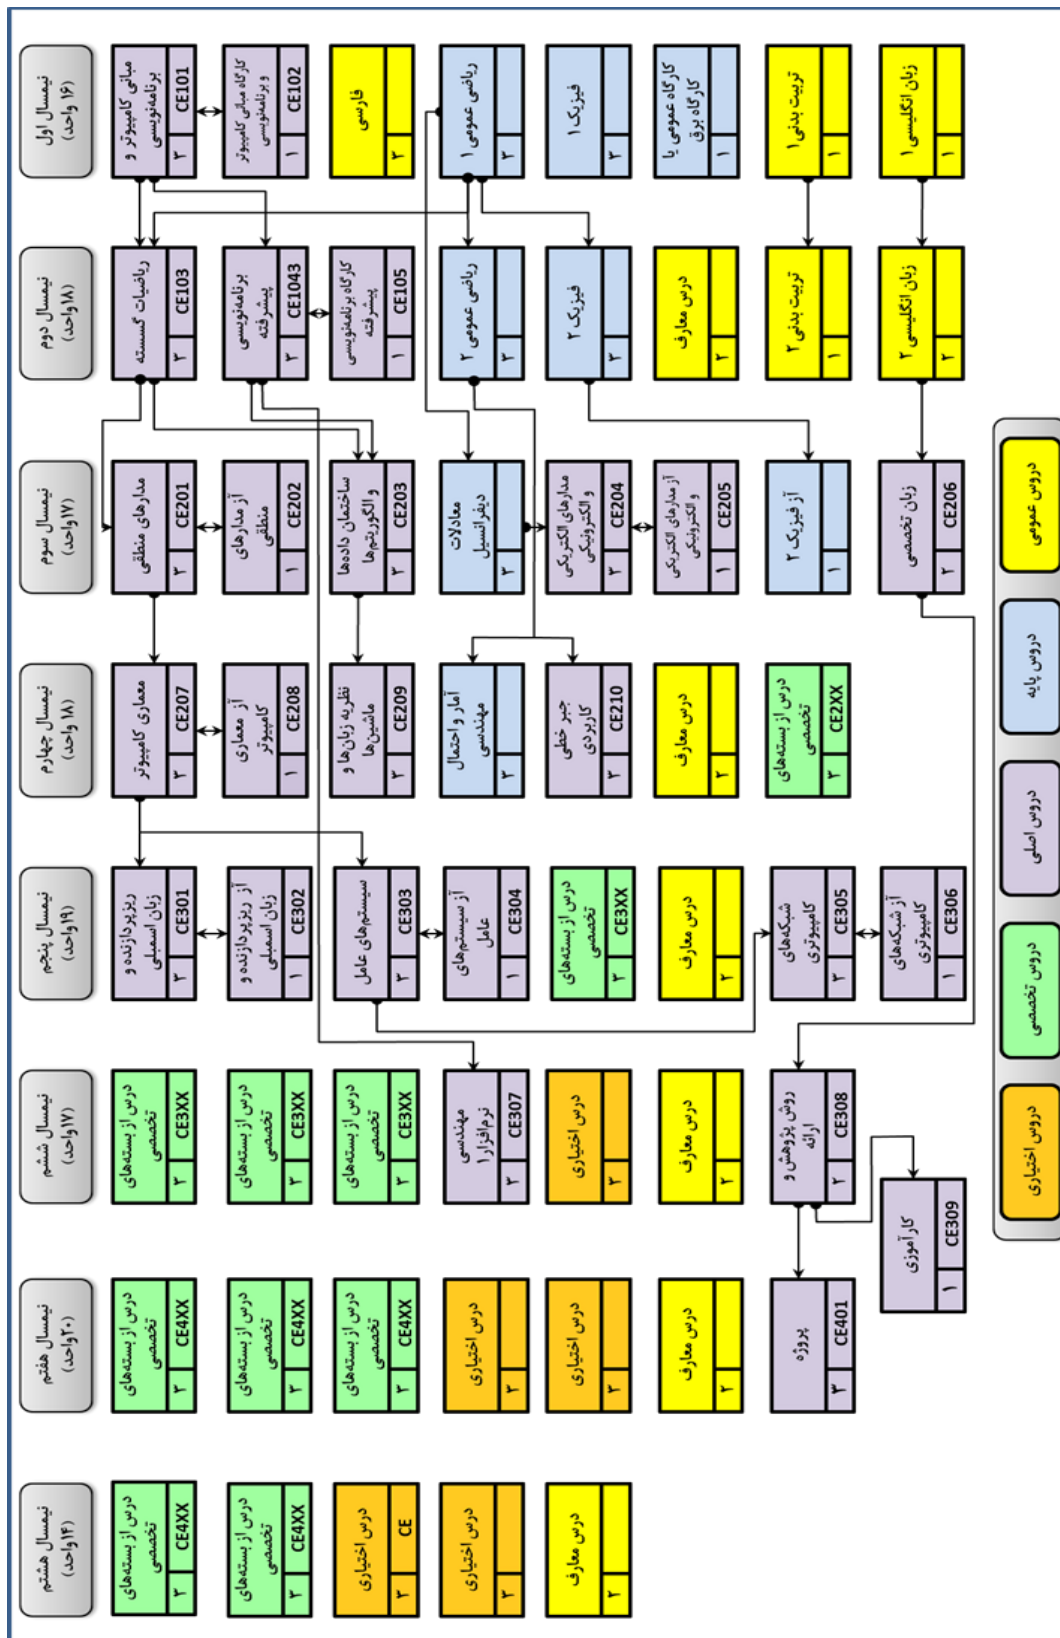 نیمسال اول
(۱۶ واحد)
مبانی کامپیوتر و
برنامه‌نویسی
۳ CE101
کارگاه مبانی کامپیوتر
و برنامه‌نویسی
۱ CE102
فارسی
۳
ریاضی عمومی ۱
۳
فیزیک ۱
۳
کارگاه عمومی یا
کارگاه برق
۱
تربیت بدنی ۱
۱
زبان انگلیسی ۱
۱
نیمسال دوم
(۱۸واحد)
ریاضیات گسسته
۳ CE103
برنامه‌نویسی
پیشرفته
۳ CE1043
کارگاه برنامه‌نویسی
پیشرفته
۱ CE105
ریاضی عمومی ۲
۳
فیزیک ۲
۳
درس معارف
۲
تربیت بدنی ۲
۱
زبان انگلیسی ۲
۲
نیمسال سوم
(۱۷واحد)
مدارهای منطقی
۳ CE201
آز مدارهای
منطقی
۱ CE202
ساختمان داده‌ها
و الگوریتم‌ها
۳ CE203
معادلات
دیفرانسیل
۳
مدارهای الکتریکی
و الکترونیکی
۳ CE204
آز مدارهای الکتریکی
و الکترونیکی
۱ CE205
آز فیزیک ۲
۱
زبان تخصصی
۲ CE206
نیمسال چهارم
(۱۸ واحد)
معماری کامپیوتر
۳ CE207
آز معماری
کامپیوتر
۱ CE208
نظریه زبان‌ها و
ماشین‌ها
۳ CE209
آمار و احتمال
مهندسی
۳
جبر خطی
کاربردی
۳ CE210
درس معارف
۲
درس از بسته‌های
تخصصی
۳ CE2XX
نیمسال پنجم
(۱۹واحد)
ریزپردازنده و
زبان اسمبلی
۳ CE301
آز ریزپردازنده و
زبان اسمبلی
۱ CE302
سیستم‌های عامل
۳ CE303
آز سیستم‌های
عامل
۱ CE304
درس از بسته‌های
تخصصی
۳ CE3XX
درس معارف
۲
شبکه‌های
کامپیوتری
۳ CE305
آز شبکه‌های
کامپیوتری
۱ CE306
نیمسال ششم
(۱۷واحد)
درس از بسته‌های
تخصصی
۳ CE3XX
درس از بسته‌های
تخصصی
۳ CE3XX
درس از بسته‌های
تخصصی
۳ CE3XX
مهندسی
نرم‌افزار ۱
۳ CE307
درس اختیاری
۳
درس معارف
۲
روش پژوهش و
ارائه
۲ CE308
کارآموزی
۱ CE309
نیمسال هفتم
(۲۰واحد)
درس از بسته‌های
تخصصی
۳ CE4XX
درس از بسته‌های
تخصصی
۳ CE4XX
درس از بسته‌های
تخصصی
۳ CE4XX
درس اختیاری
۳
درس اختیاری
۳
درس معارف
۲
پروژه
۳ CE401
نیمسال هشتم
(۱۴واحد)
درس از بسته‌های
تخصصی
۳ CE4XX
درس از بسته‌های
تخصصی
۳ CE4XX
درس اختیاری
۳ CE
درس اختیاری
۳
درس معارف
۲
دروس عمومی
دروس پایه
دروس اصلی
دروس تخصصی
دروس اختیاری